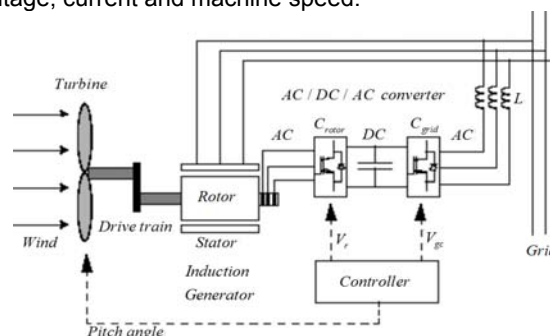 tage, current and machine speed.
Turbine
AC / DC / AC converter
L
AC
C rotor
DC
C grid
AC
Rotor
Wind
Drive train
Stator
V r
V gc
Grid
Induction
Generator
Controller
Pitch angle